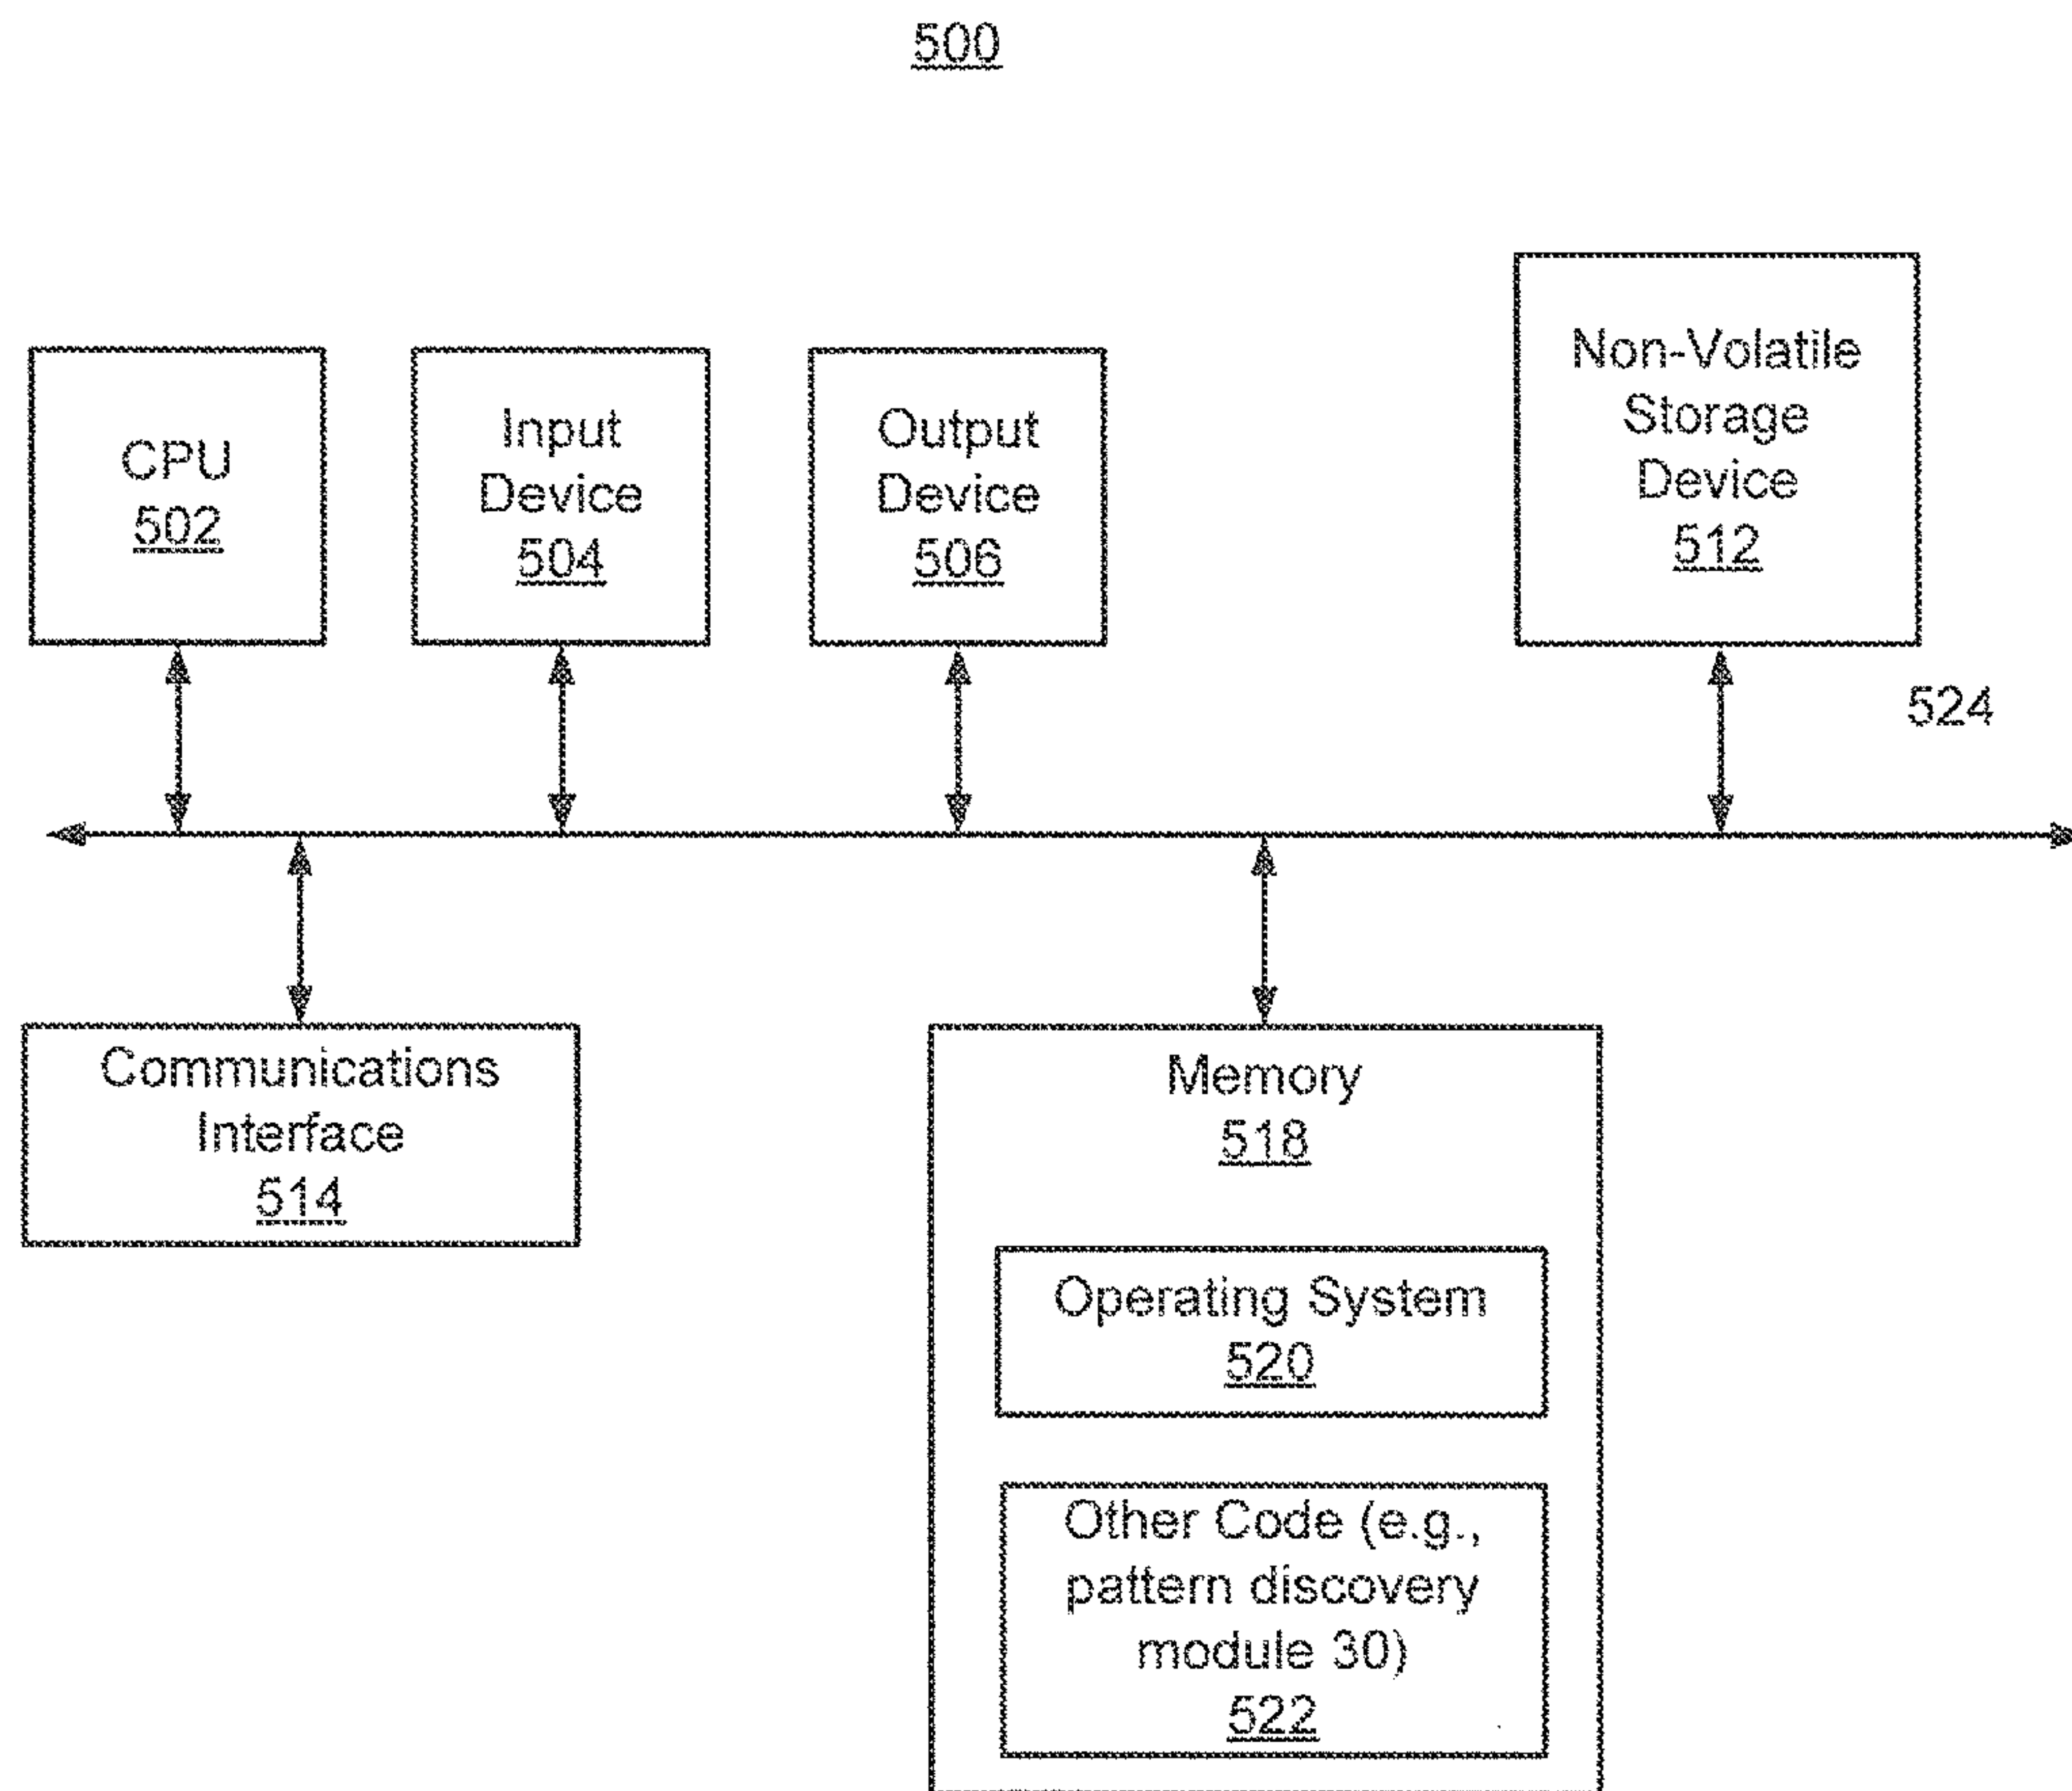 500
CPU
502
Input
Device
504
Output
Device
506
Non-Volatile
Storage
Device
512
524
Communications
Interface
514
Memory
518
Operating System
520
Other Code (e.g.,
pattern discovery
module 30)
522